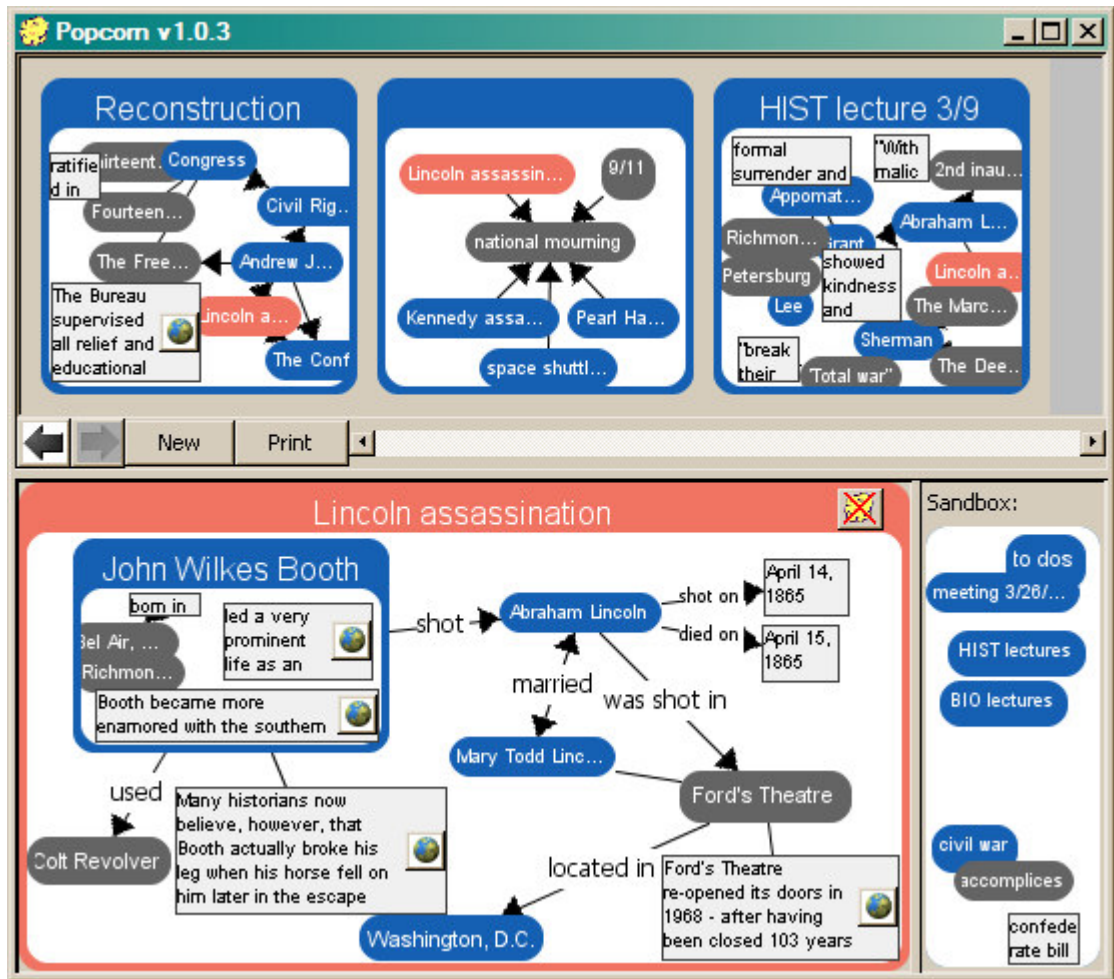 Popcorn v1.0.3
Reconstruction
ratifie
d in
Congress
Fourteen...
Civil Rig..
The Free...
Andrew J...
The Bureau
supervised
all relief and
educational
Lincoln a...
The Conf
Lincoln assassin...
9/11
national mourning
Kennedy assa...
Pearl Ha...
space shuttl...
HIST lecture 3/9
formal
surrender and
"With
malic
2nd inau...
Appomat...
Abraham L...
Richmon...
Petersburg
showed
kindness
and
Lincoln a..
The Marc...
Lee
Sherman
"break
their
"Total war"
The Dee...
New
Print
Lincoln assassination
John Wilkes Booth
born in
Bel Air, ...
Richmon...
led a very
prominent
life as an
Booth became more
enamored with the southern
shot
Abraham Lincoln
shot on
April 14,
1865
died on
April 15,
1865
married
was shot in
Mary Todd Linc...
Ford's Theatre
used
Colt Revolver
Many historians now
believe, however, that
Booth actually broke his
leg when his horse fell on
him later in the escape
located in
Washington, D.C.
Ford's Theatre
re-opened its doors in
1968 - after having
been closed 103 years
Sandbox:
to dos
meeting 3/26/...
HIST lectures
BIO lectures
civil war
accomplices
confede
rate bill